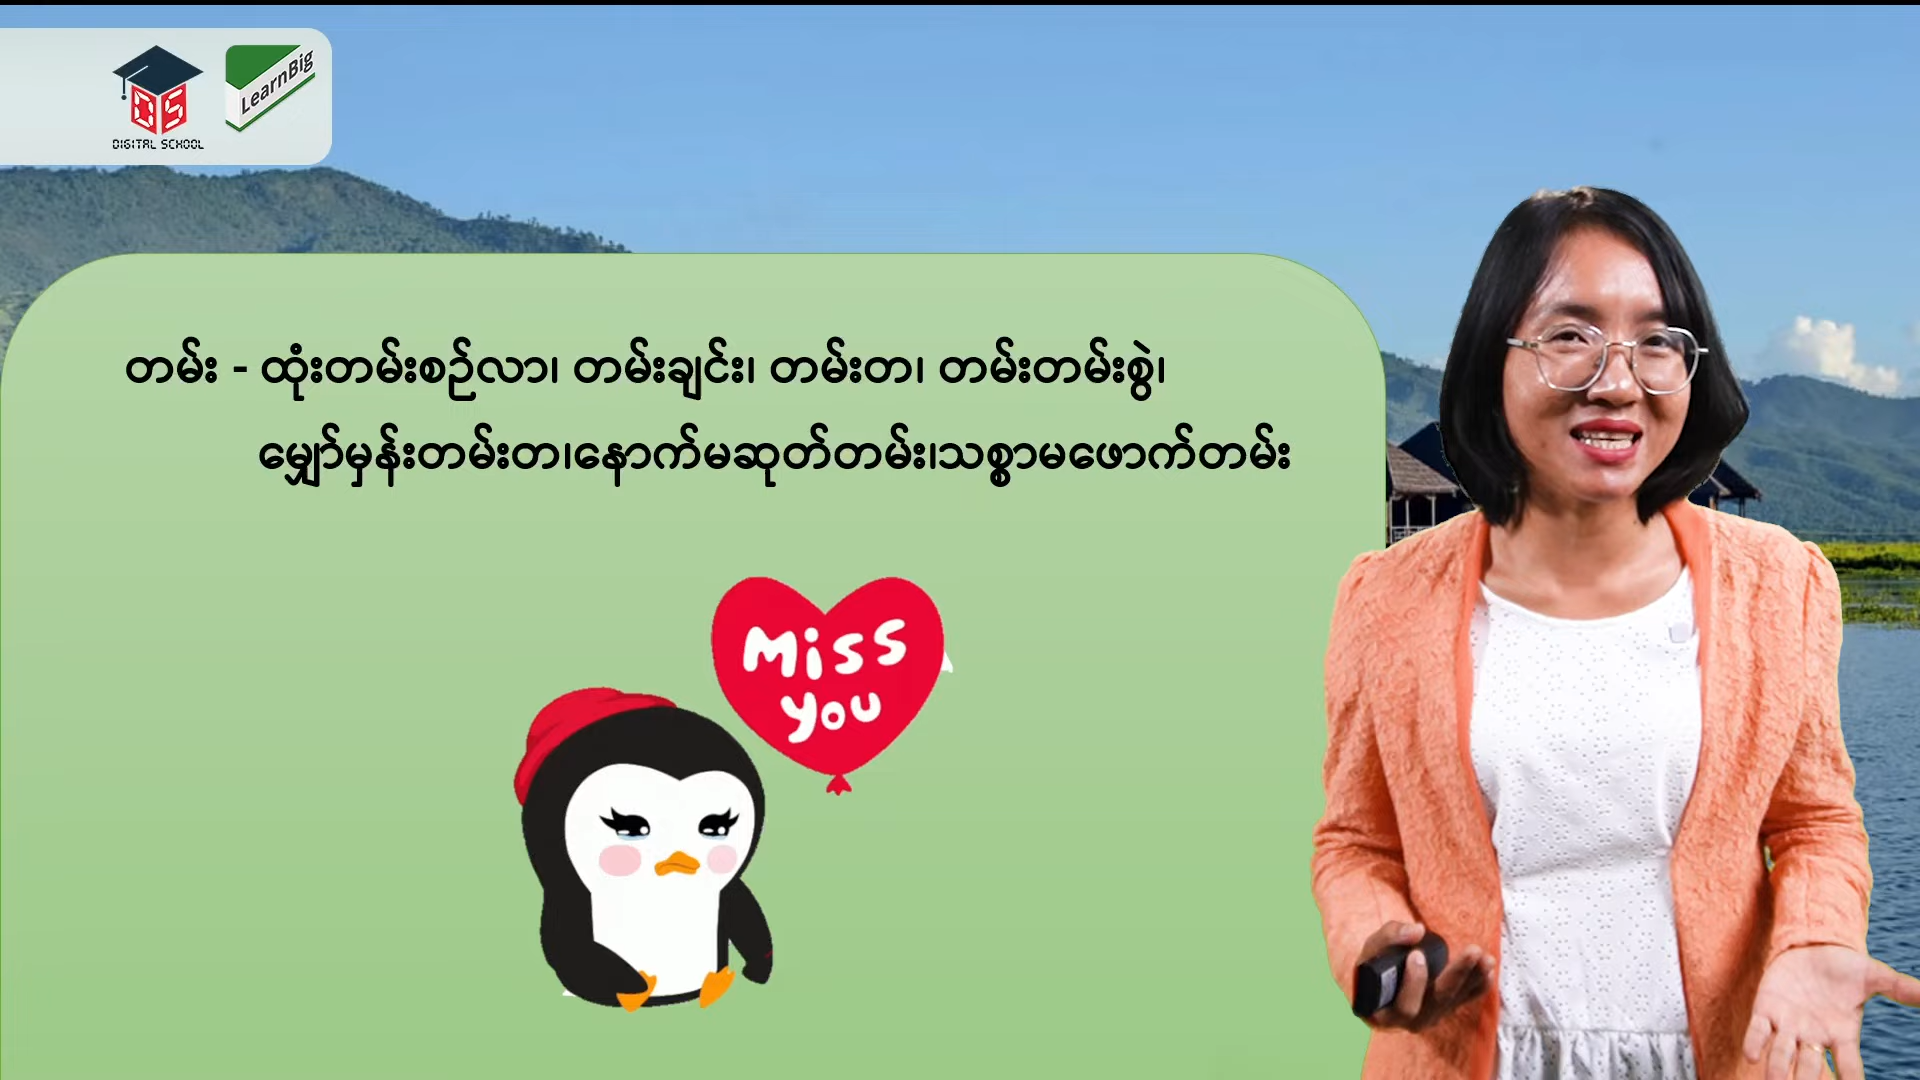 DS
DIGITAL SCHOOL
LearnBig
တမ်း - ထုံးတမ်းစဉ်လာ၊ တမ်းချင်း၊ တမ်းတ၊ တမ်းတမ်းစွဲ၊
မျှော်မှန်းတမ်းတ၊နောက်မဆုတ်တမ်း၊သစ္စာမဖောက်တမ်း
Miss
you